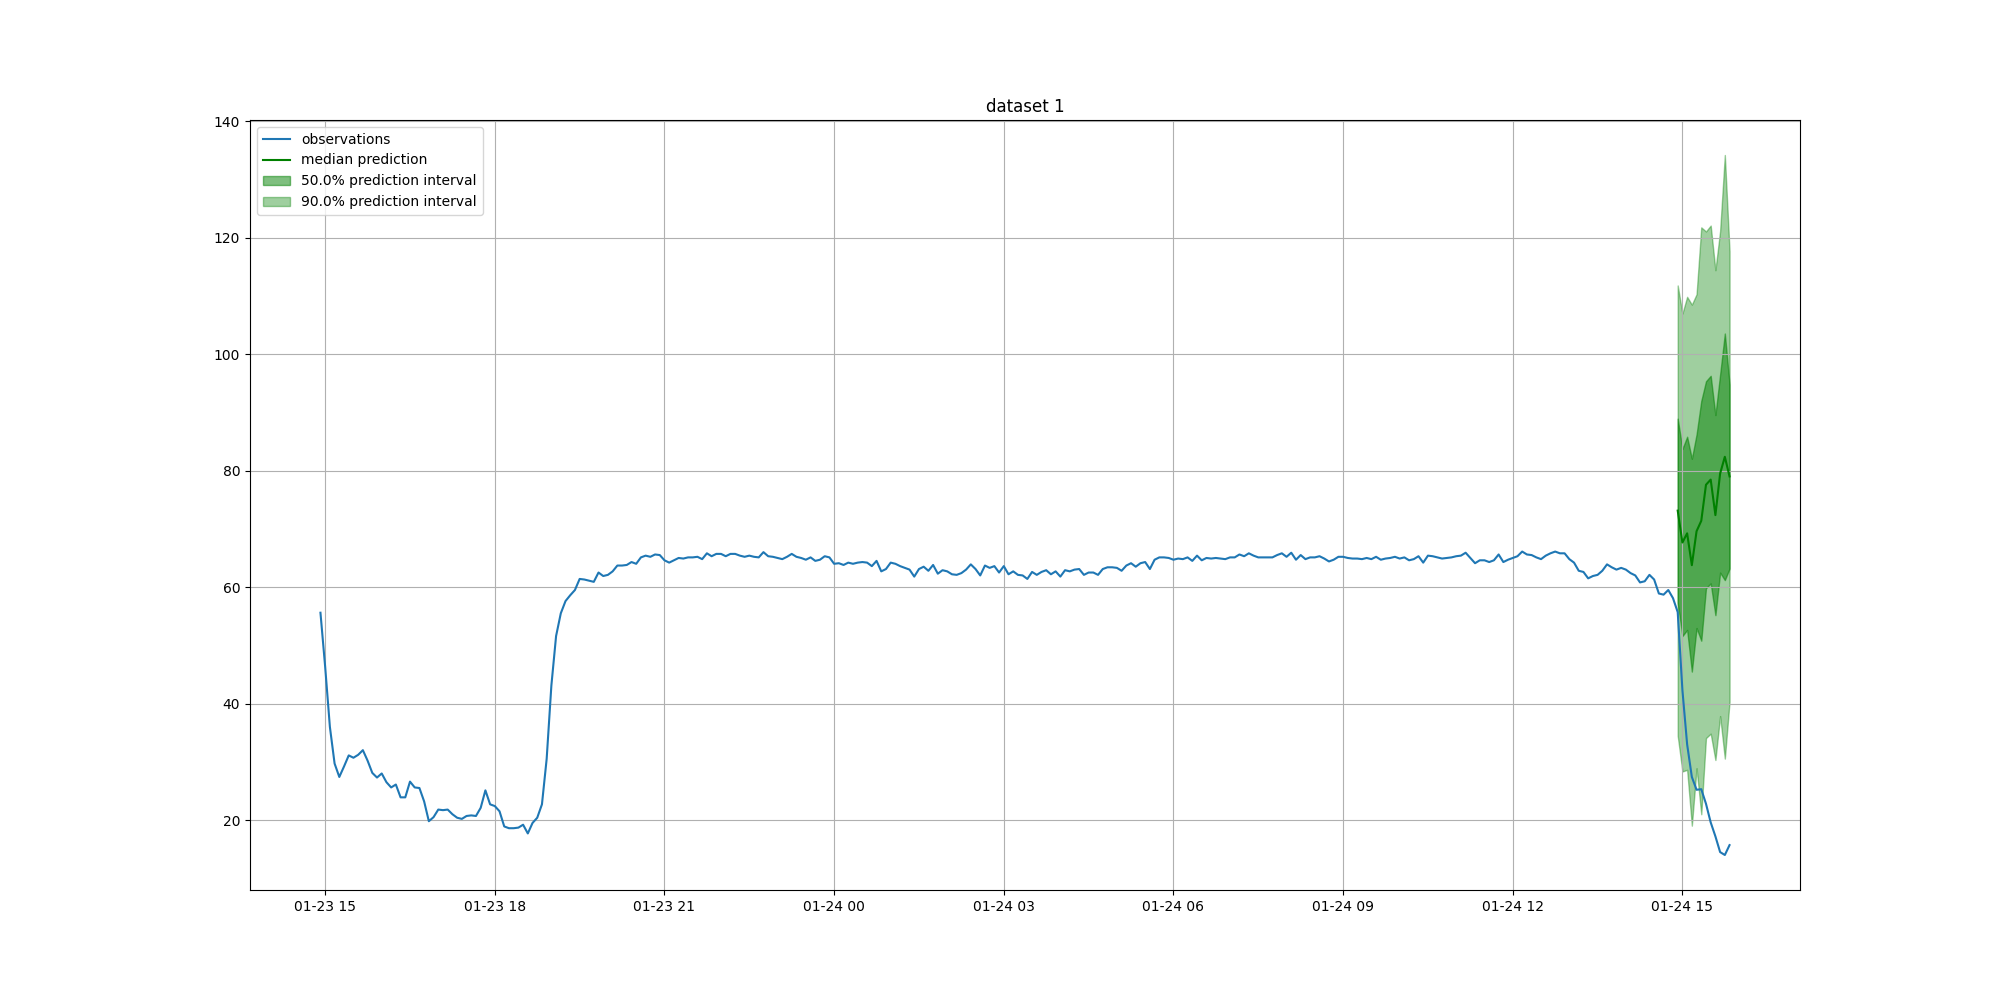 dataset 1
140
observations
median prediction
50.0% prediction interval
90.0% prediction interval
120
100
80
60
40
20
01-23 15 01-23 18 01-23 21 01-24 00 01-24 03 01-24 06 01-24 09 01-24 12 01-24 15